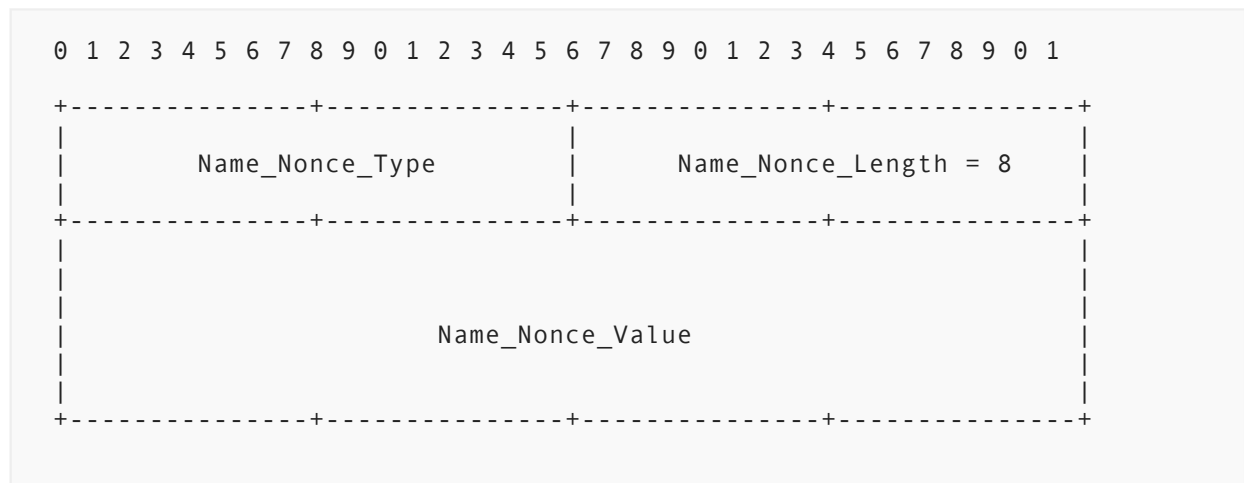 0 1 2 3 4 5 6 7 8 9 0 1 2 3 4 5 6 7 8 9 0 1 2 3 4 5 6 7 8 9 0 1
Name_Nonce_Type Name_Nonce_Length = 8
Name_Nonce_Value